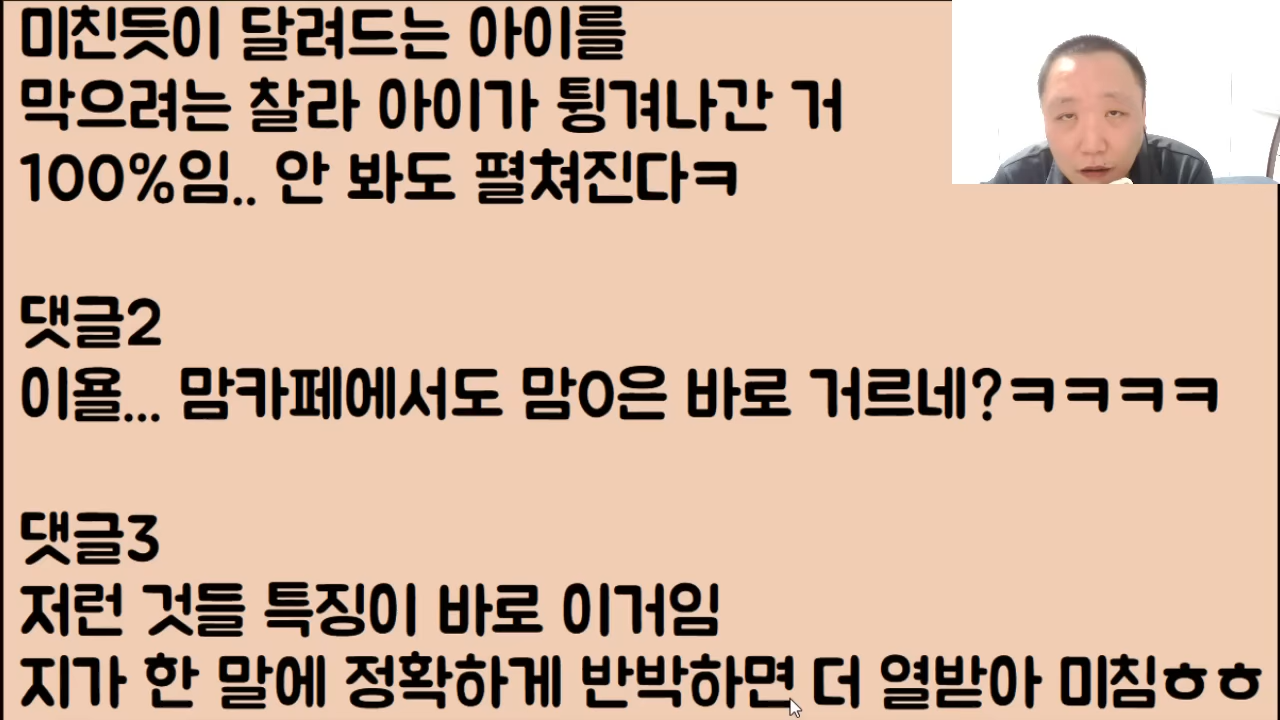 미친듯이 달려드는 아이를
막으려는 찰라 아이가 튕겨나간 거
100%임.. 안 봐도 펼쳐진다ㅋ
댓글2
이욜... 맘카페에서도 맘0은 바로 거르네?ㅋㅋㅋㅋ
댓글3
저런 것들 특징이 바로 이거임
지가 한 말에 정확하게 반박하면 더 열받아 미침ㅎㅎ